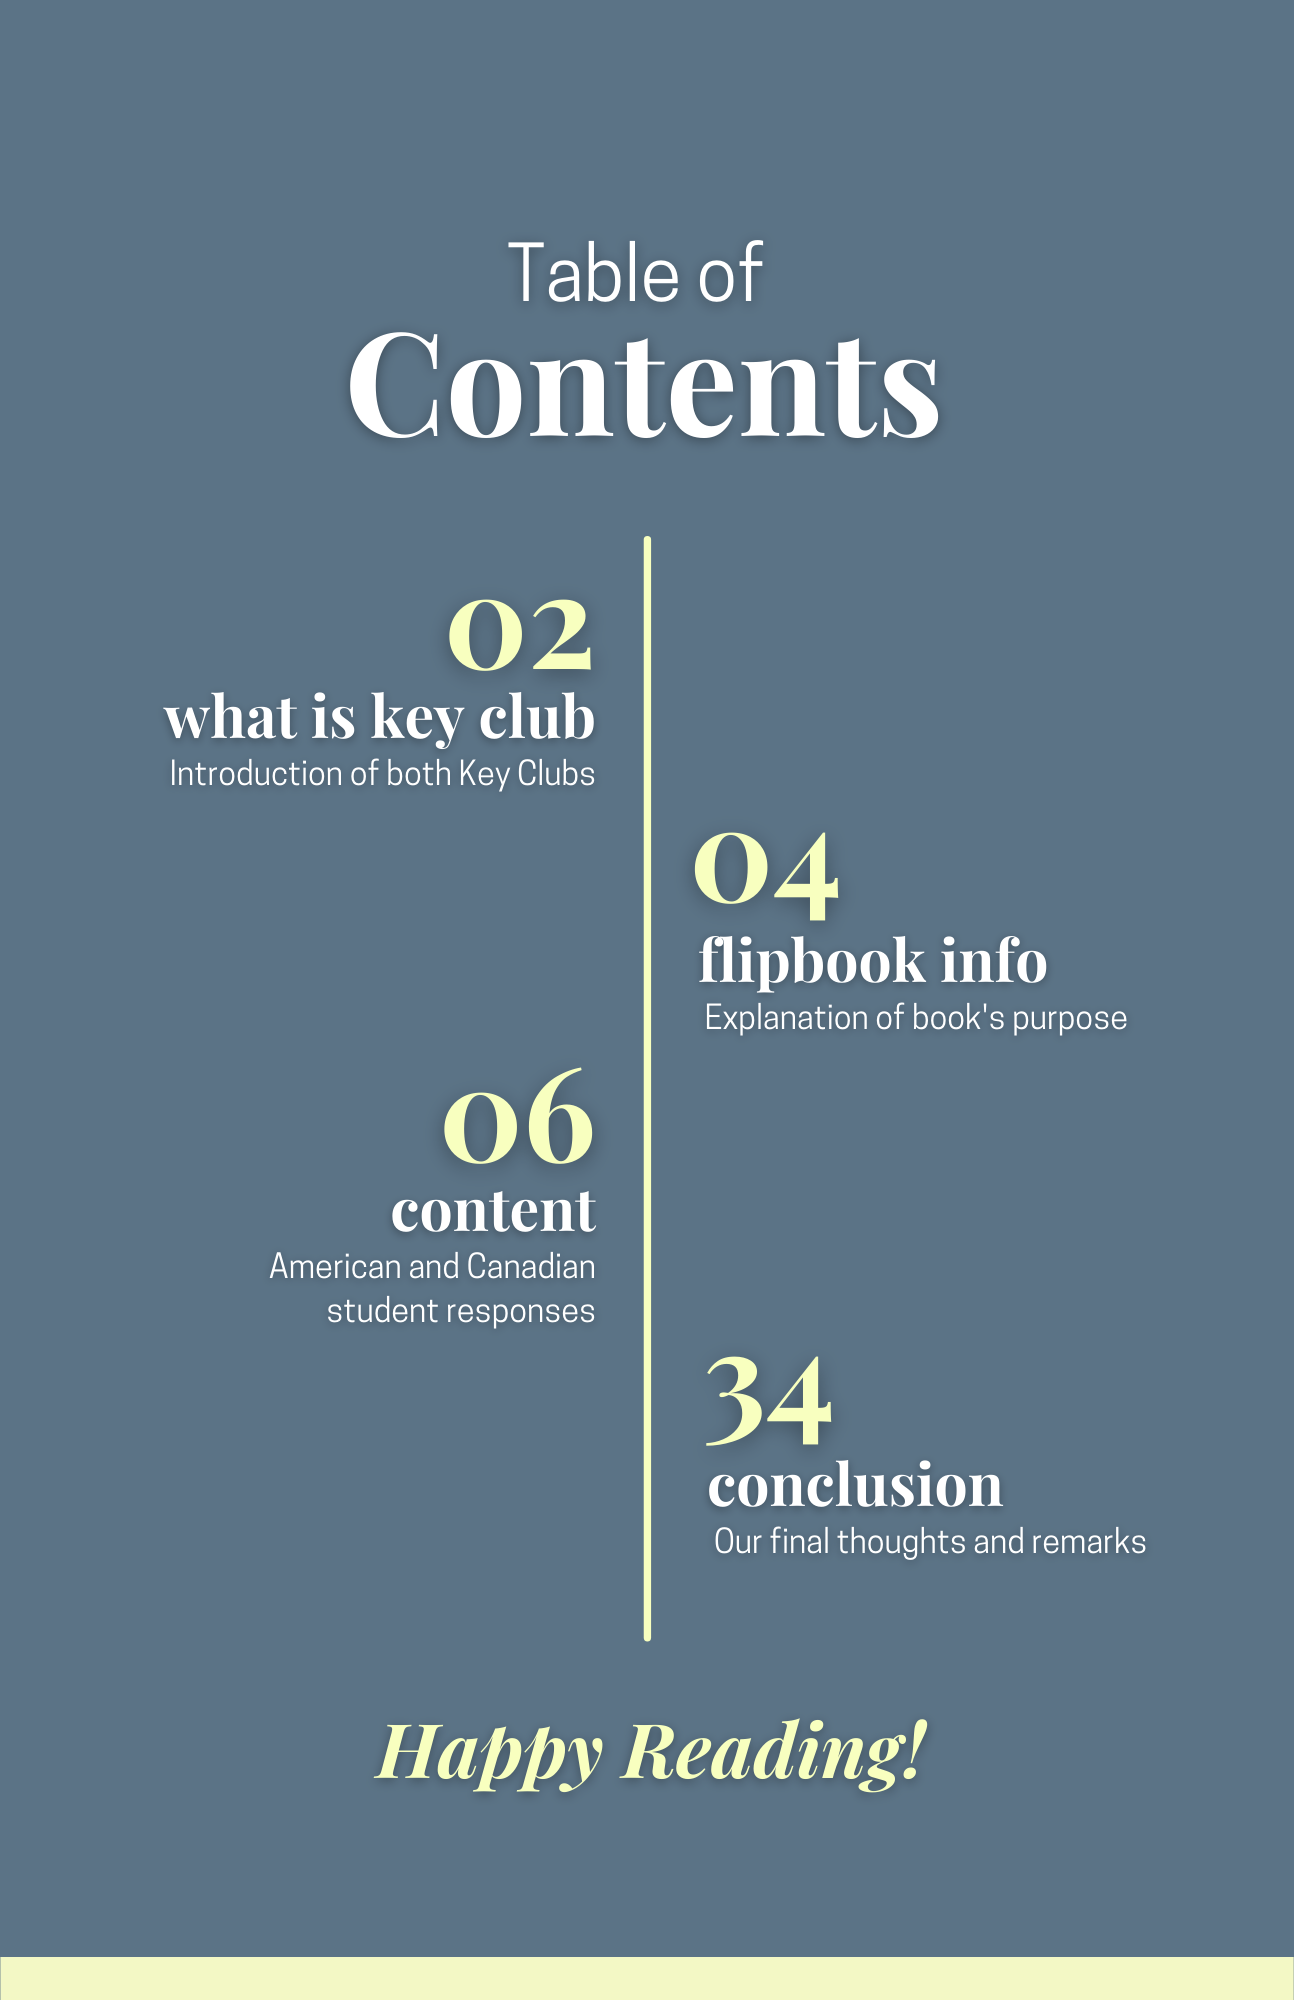 Table of
Contents
02
what is key club
Introduction of both Key Clubs
04
flipbook info
Explanation of book's purpose
06
content
American and Canadian
student responses
34
conclusion
Our final thoughts and remarks
Happy Reading!